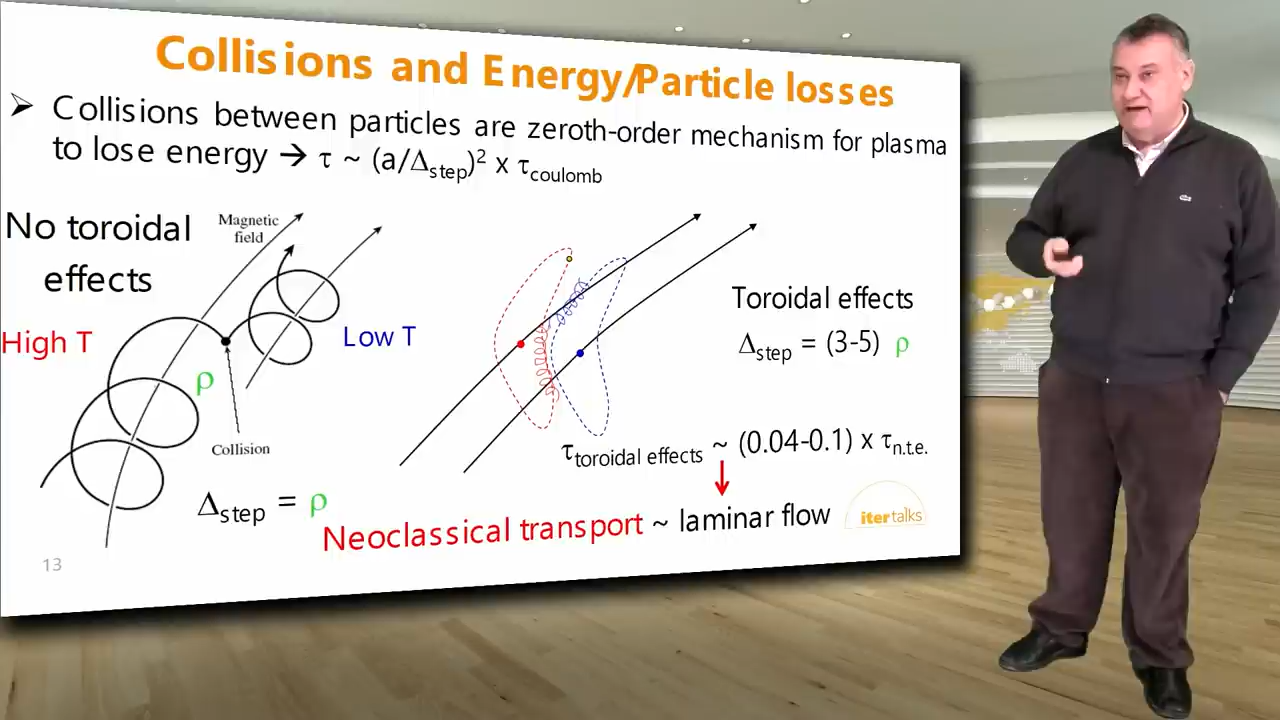 Collisions and Energy/Particle losses
➢ Collisions between particles are zeroth-order mechanism for plasma
to lose energy → τ ~ (a/Δstep)² x τcoulomb
No toroidal
effects
Magnetic
field
High T
Low T
ρ
Collision
Δstep = ρ
Toroidal effects
Δstep = (3-5) ρ
τtoroidal effects ~ (0.04-0.1) x τn.t.e.
Neoclassical transport ~ laminar flow
iter talks
13